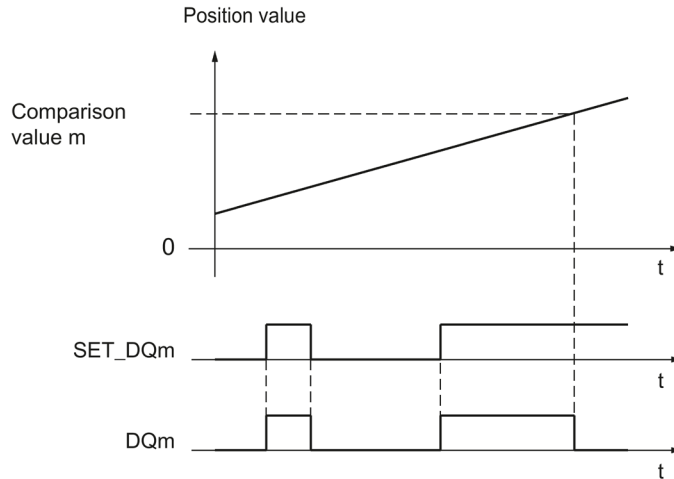 Position value
Comparison
value m
0
t
SET_DQm
t
DQm
t